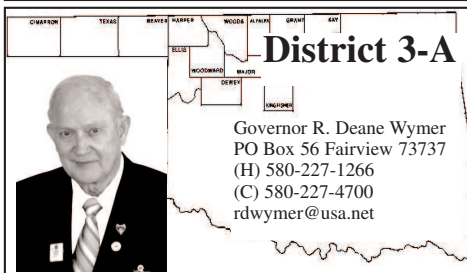 CIMARRON TEXAS BEAVER HARPER WOODS ALFALFA GRANT KAY
ELLIS
WOODWARD MAJOR
DEWEY
KINGFISHER
District 3-A
Governor R. Deane Wymer
PO Box 56 Fairview 73737
(H) 580-227-1266
(C) 580-227-4700
rdwymer@usa.net